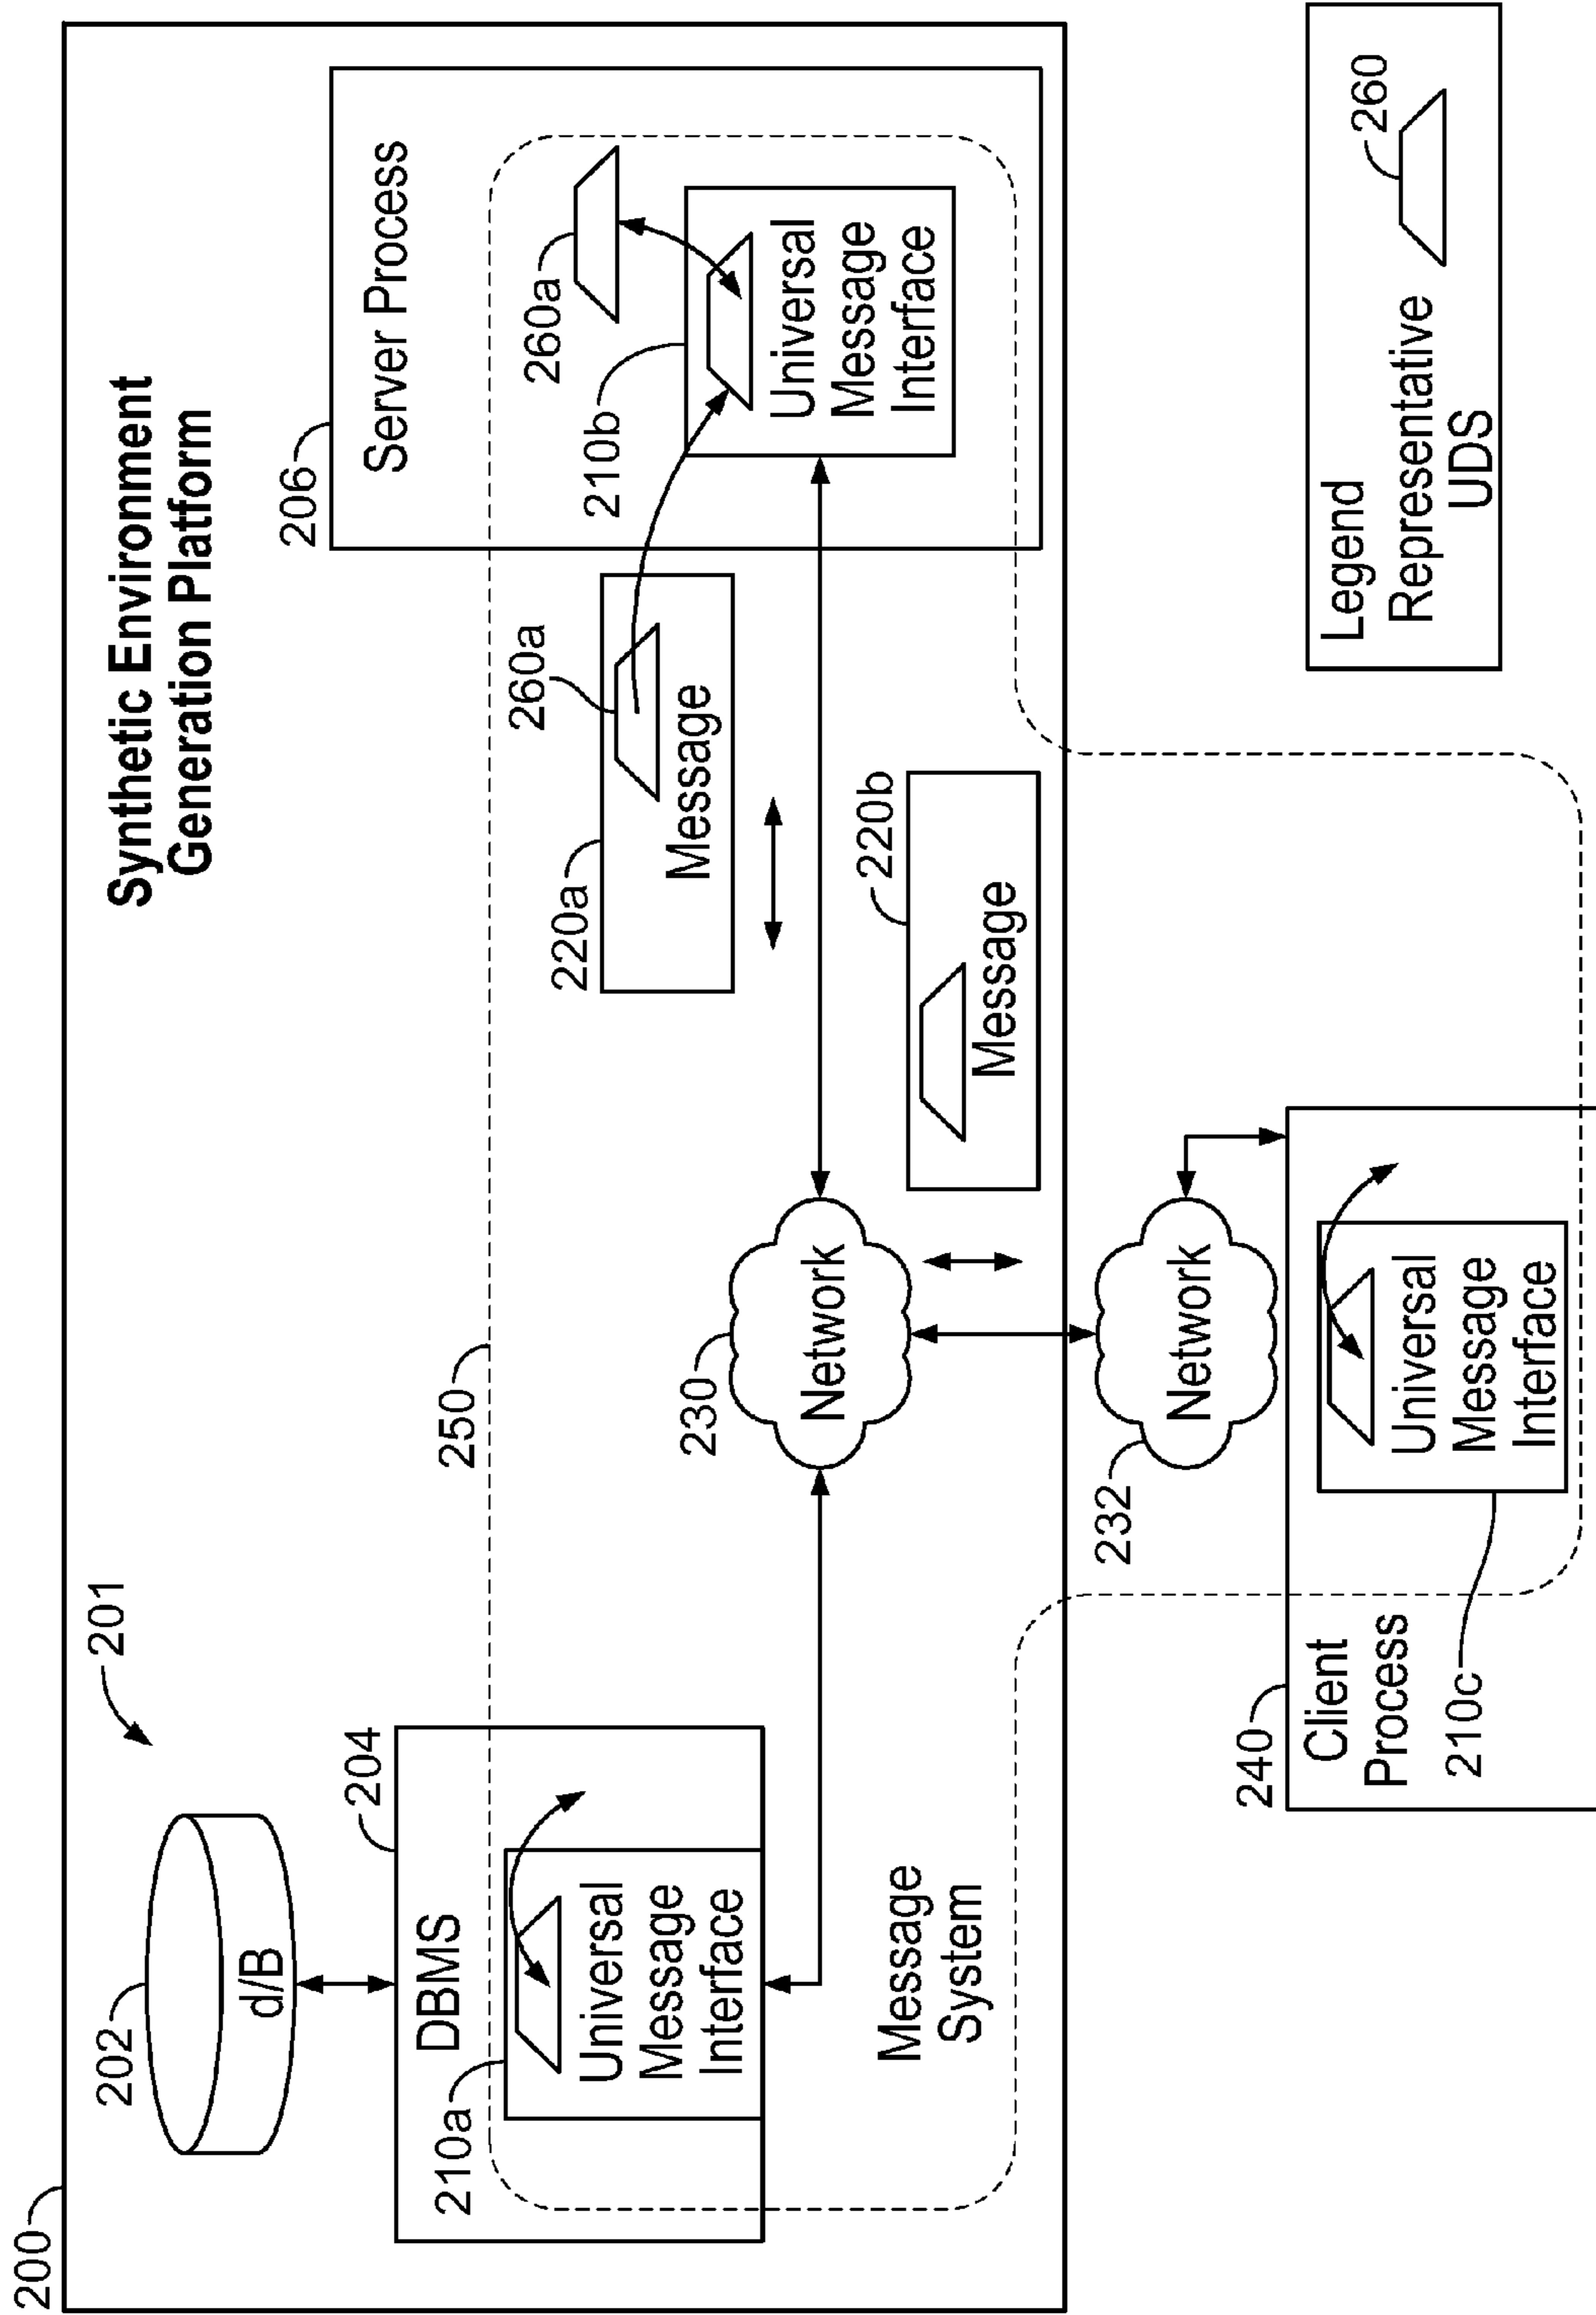 200
Synthetic Environment
Generation Platform
201
202
d/B
204
DBMS
210a
Universal
Message
Interface
250
206
Server Process
260a
210b
Universal
Message
Interface
220a
260a
Message
230
Network
220b
Message
Message
System
232
Network
240
Client
Process
210c
Universal
Message
Interface
Legend
Representative
UDS
260